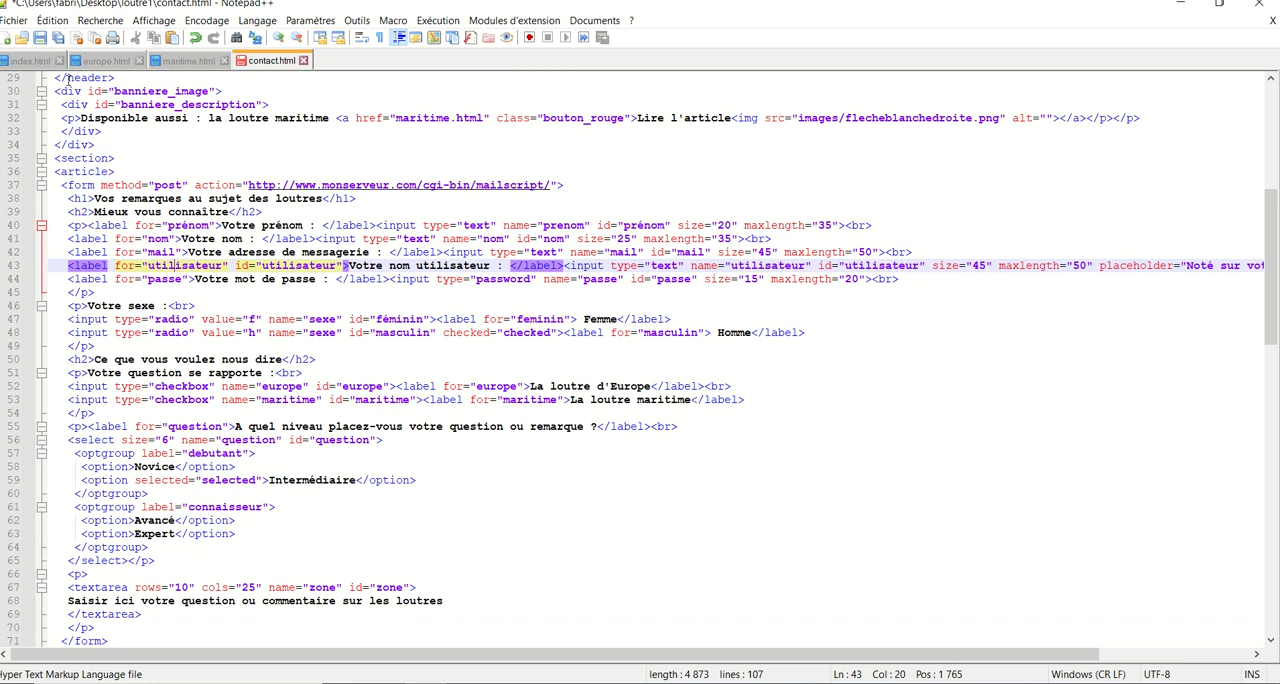 *C:\Users\fabri\Desktop\loutre1\contact.html - Notepad++
Fichier Édition Recherche Affichage Encodage Langage Paramètres Outils Macro Exécution Modules d'extension Documents ? X
index.html europe.html maritime.html contact.html
29 </header>
30 <div id="banniere_image">
31 <div id="banniere_description">
32 <p>Disponible aussi : la loutre maritime <a href="maritime.html" class="bouton_rouge">Lire l'article<img src="images/flecheblanchedroite.png" alt=""></a></p></p>
33 </div>
34 </div>
35 <section>
36 <article>
37 <form method="post" action="http://www.monserveur.com/cgi-bin/mailscript/">
38 <h1>Vos remarques au sujet des loutres</h1>
39 <h2>Mieux vous connaître</h2>
40 <p><label for="prénom">Votre prénom : </label><input type="text" name="prenom" id="prénom" size="20" maxlength="35"><br>
41 <label for="nom">Votre nom : </label><input type="text" name="nom" id="nom" size="25" maxlength="35"><br>
42 <label for="mail">Votre adresse de messagerie : </label><input type="text" name="mail" id="mail" size="45" maxlength="50"><br>
43 <label for="utilisateur" id="utilisateur">Votre nom utilisateur : </label><input type="text" name="utilisateur" id="utilisateur" size="45" maxlength="50" placeholder="Noté sur vot
44 <label for="passe">Votre mot de passe : </label><input type="password" name="passe" id="passe" size="15" maxlength="20"><br>
45 </p>
46 <p>Votre sexe :<br>
47 <input type="radio" value="f" name="sexe" id="féminin"><label for="feminin"> Femme</label>
48 <input type="radio" value="h" name="sexe" id="masculin" checked="checked"><label for="masculin"> Homme</label>
49 </p>
50 <h2>Ce que vous voulez nous dire</h2>
51 <p>Votre question se rapporte :<br>
52 <input type="checkbox" name="europe" id="europe"><label for="europe">La loutre d'Europe</label><br>
53 <input type="checkbox" name="maritime" id="maritime"><label for="maritime">La loutre maritime</label>
54 </p>
55 <p><label for="question">A quel niveau placez-vous votre question ou remarque ?</label><br>
56 <select size="6" name="question" id="question">
57 <optgroup label="debutant">
58 <option>Novice</option>
59 <option selected="selected">Intermédiaire</option>
60 </optgroup>
61 <optgroup label="connaisseur">
62 <option>Avancé</option>
63 <option>Expert</option>
64 </optgroup>
65 </select></p>
66 <p>
67 <textarea rows="10" cols="25" name="zone" id="zone">
68 Saisir ici votre question ou commentaire sur les loutres
69 </textarea>
70 </p>
71 </form>
Hyper Text Markup Language file length : 4 873 lines : 107 Ln : 43 Col : 20 Pos : 1 765 Windows (CR LF) UTF-8 INS